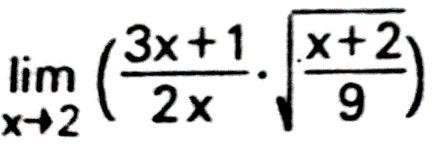 lim x→2 ( (3x+1)/(2x) · √((x+2)/9) )